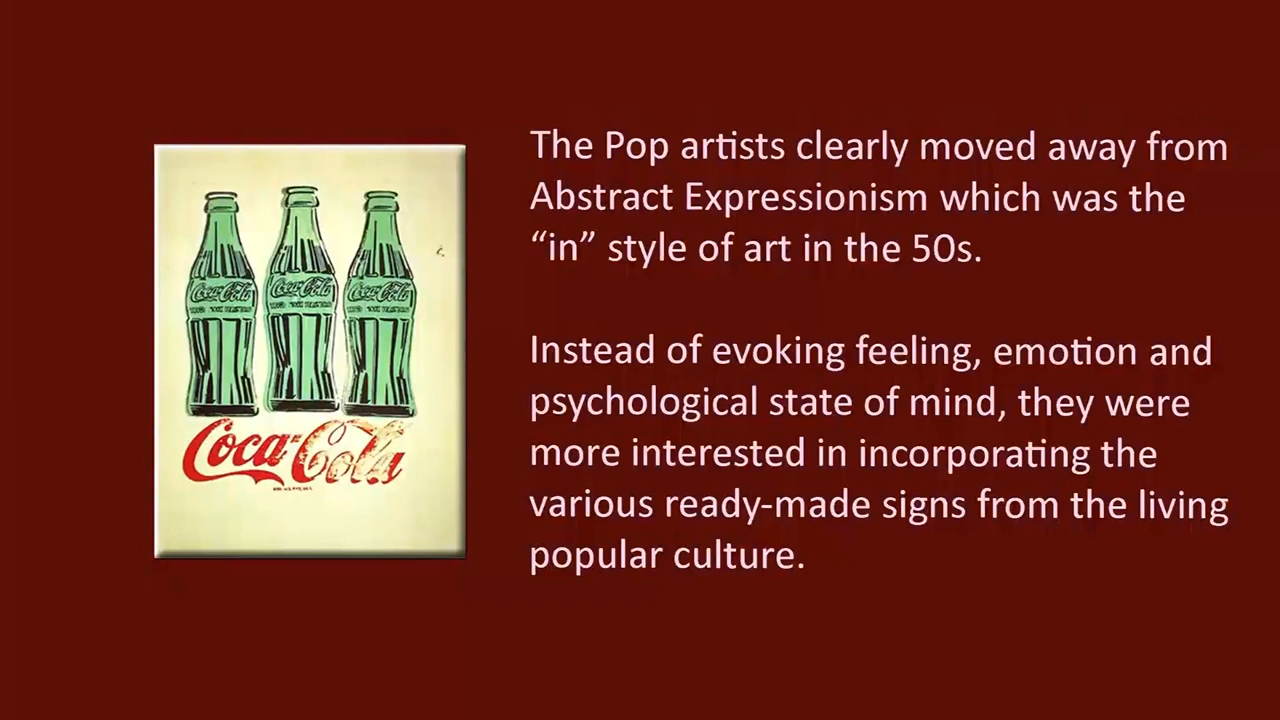 The Pop artists clearly moved away from
Abstract Expressionism which was the
“in” style of art in the 50s.
Instead of evoking feeling, emotion and
psychological state of mind, they were
more interested in incorporating the
various ready-made signs from the living
popular culture.
Coca-Cola Coca-Cola Coca-Cola
Coca-Cola